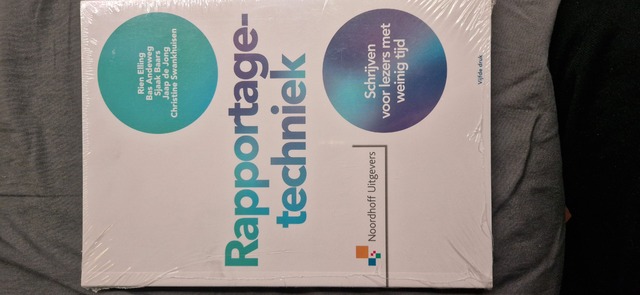 Rien Elling
Bas Andeweg
Sjaak Baars
Jaap de Jong
Christine Swankhuisen
Rapportage-
techniek
Schrijven
voor lezers met
weinig tijd
Noordhoff Uitgevers
Vijfde druk